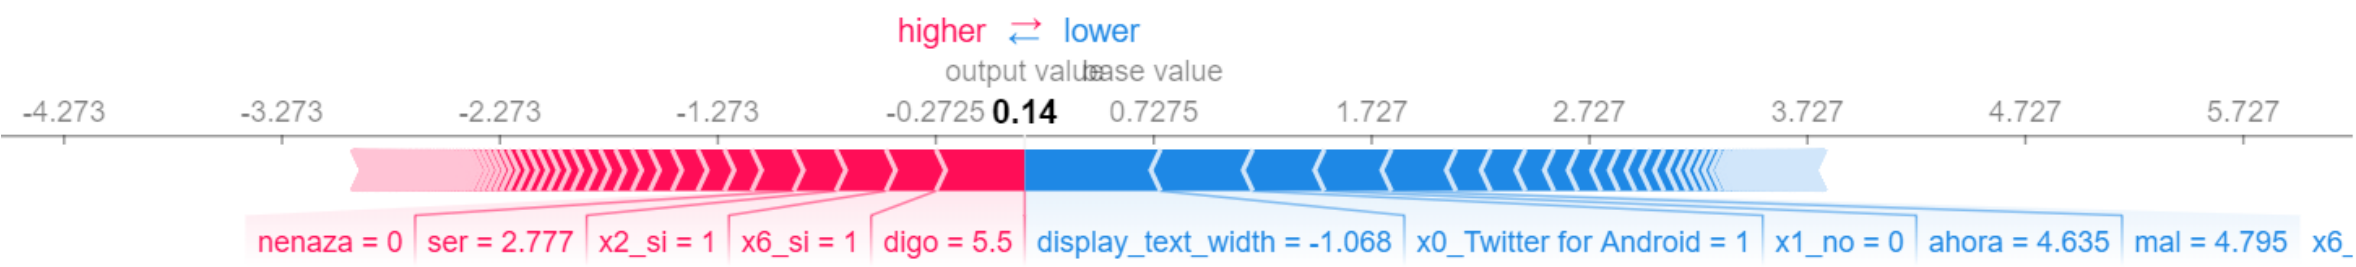 higher ⇄ lower
output value base value
-4.273 -3.273 -2.273 -1.273 -0.2725 0.14 0.7275 1.727 2.727 3.727 4.727 5.727
nenaza = 0 ser = 2.777 x2_si = 1 x6_si = 1 digo = 5.5 display_text_width = -1.068 x0_Twitter for Android = 1 x1_no = 0 ahora = 4.635 mal = 4.795 x6_